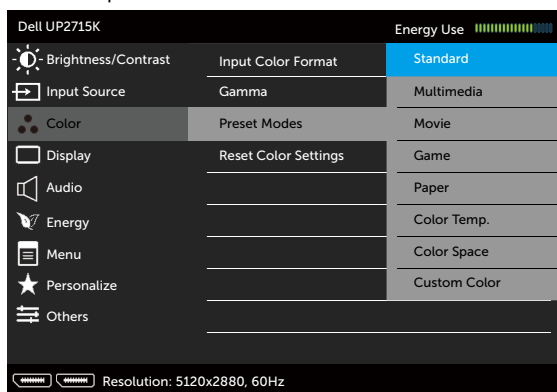 Dell UP2715K Energy Use
Brightness/Contrast Input Color Format Standard
Input Source Gamma Multimedia
Color Preset Modes Movie
Display Reset Color Settings Game
Audio Paper
Energy Color Temp.
Menu Color Space
Personalize Custom Color
Others
Resolution: 5120x2880, 60Hz